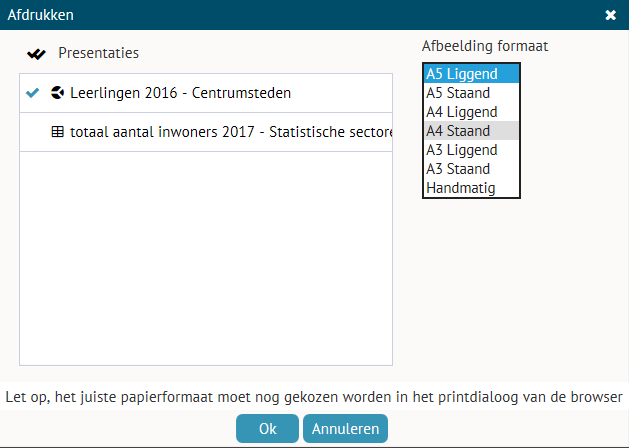 Afdrukken
Presentaties
Leerlingen 2016 - Centrumsteden
totaal aantal inwoners 2017 - Statistische sectore
Afbeelding formaat
A5 Liggend
A5 Staand
A4 Liggend
A4 Staand
A3 Liggend
A3 Staand
Handmatig
Let op, het juiste papierformaat moet nog gekozen worden in het printdialoog van de browser
Ok Annuleren